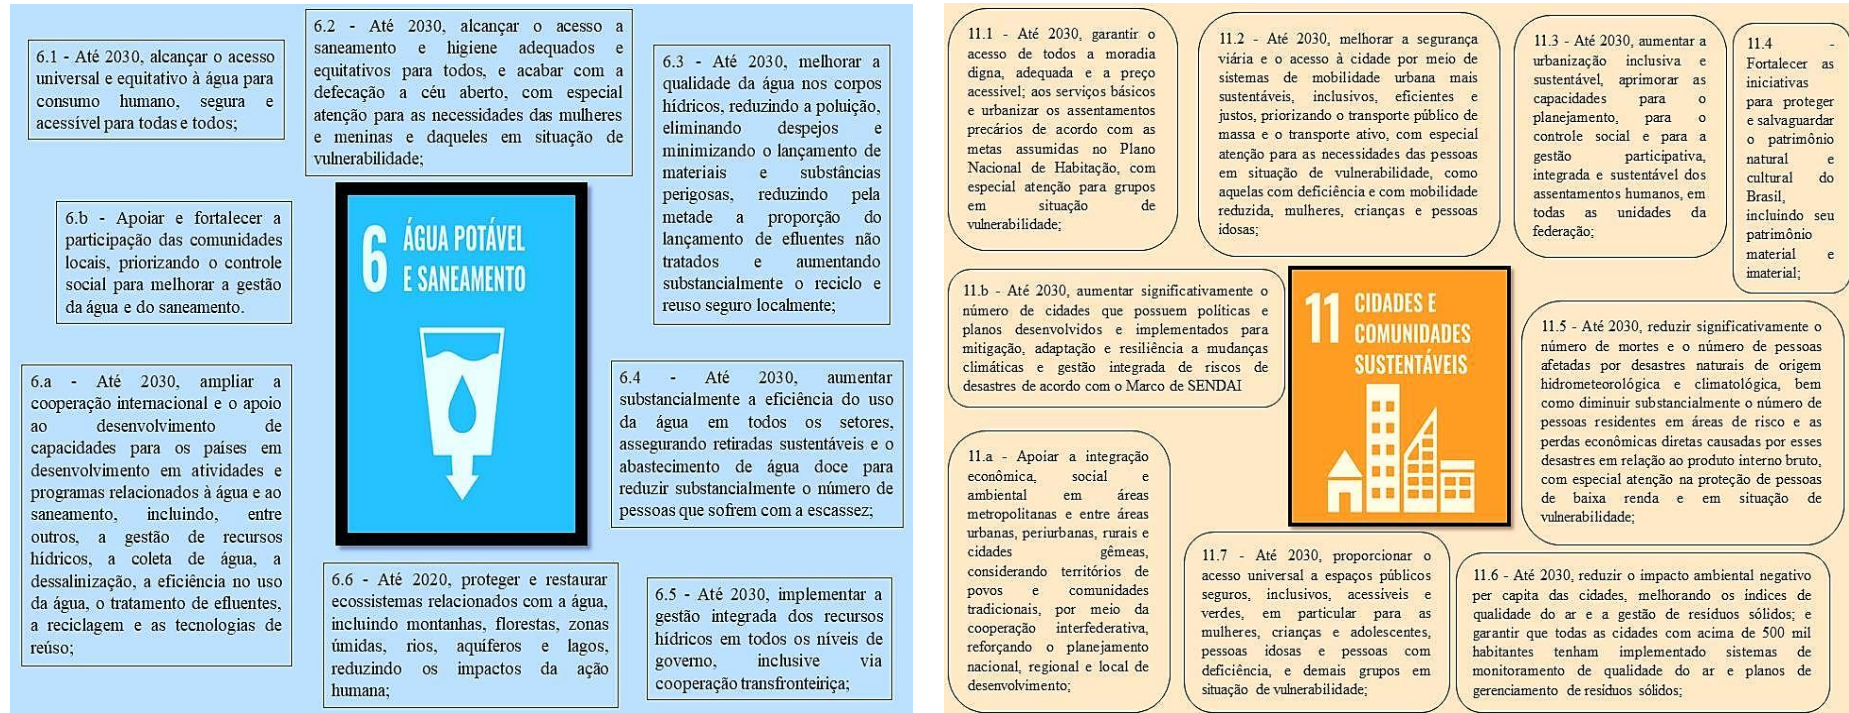 6.1 - Até 2030, alcançar o acesso
universal e equitativo à água para
consumo humano, segura e
acessível para todas e todos;
6.2 - Até 2030, alcançar o acesso a
saneamento e higiene adequados e
equitativos para todos, e acabar com a
defecação a céu aberto, com especial
atenção para as necessidades das mulheres
e meninas e daqueles em situação de
vulnerabilidade;
6.3 - Até 2030, melhorar a
qualidade da água nos corpos
hídricos, reduzindo a poluição,
eliminando despejos e
minimizando o lançamento de
materiais e substâncias
perigosas, reduzindo pela
metade a proporção do
lançamento de efluentes não
tratados e aumentando
substancialmente o reciclo e
reuso seguro localmente;
6.b - Apoiar e fortalecer a
participação das comunidades
locais, priorizando o controle
social para melhorar a gestão
da água e do saneamento.
6 ÁGUA POTÁVEL
E SANEAMENTO
6.a - Até 2030, ampliar a
cooperação internacional e o apoio
ao desenvolvimento de
capacidades para os países em
desenvolvimento em atividades e
programas relacionados à água e ao
saneamento, incluindo, entre
outros, a gestão de recursos
hídricos, a coleta de água, a
dessalinização, a eficiência no uso
da água, o tratamento de efluentes,
a reciclagem e as tecnologias de
reúso;
6.4 - Até 2030, aumentar
substancialmente a eficiência do uso
da água em todos os setores,
assegurando retiradas sustentáveis e o
abastecimento de água doce para
reduzir substancialmente o número de
pessoas que sofrem com a escassez;
6.6 - Até 2020, proteger e restaurar
ecossistemas relacionados com a água,
incluindo montanhas, florestas, zonas
úmidas, rios, aquíferos e lagos,
reduzindo os impactos da ação
humana;
6.5 - Até 2030, implementar a
gestão integrada dos recursos
hídricos em todos os níveis de
governo, inclusive via
cooperação transfronteiriça;
11.1 - Até 2030, garantir o
acesso de todos a moradia
digna, adequada e a preço
acessivel; aos serviços básicos
e urbanizar os assentamentos
precários de acordo com as
metas assumidas no Plano
Nacional de Habitação, com
especial atenção para grupos
em situação de
vulnerabilidade;
11.2 - Até 2030, melhorar a segurança
viária e o acesso à cidade por meio de
sistemas de mobilidade urbana mais
sustentáveis, inclusivos, eficientes e
justos, priorizando o transporte público de
massa e o transporte ativo, com especial
atenção para as necessidades das pessoas
em situação de vulnerabilidade, como
aquelas com deficiência e com mobilidade
reduzida, mulheres, crianças e pessoas
idosas;
11.3 - Até 2030, aumentar a
urbanização inclusiva e
sustentável, aprimorar as
capacidades para o
planejamento, para o
controle social e para a
gestão participativa,
integrada e sustentável dos
assentamentos humanos, em
todas as unidades da
federação;
11.4 -
Fortalecer as
iniciativas
para proteger
e salvaguardar
o patrimônio
natural e
cultural do
Brasil,
incluindo seu
patrimônio
material e
imaterial;
11.b - Até 2030, aumentar significativamente o
número de cidades que possuem políticas e
planos desenvolvidos e implementados para
mitigação, adaptação e resiliência a mudanças
climáticas e gestão integrada de riscos de
desastres de acordo com o Marco de SENDAI
11 CIDADES E
COMUNIDADES
SUSTENTÁVEIS
11.5 - Até 2030, reduzir significativamente o
número de mortes e o número de pessoas
afetadas por desastres naturais de origem
hidrometeorológica e climatológica, bem
como diminuir substancialmente o número de
pessoas residentes em áreas de risco e as
perdas econômicas diretas causadas por esses
desastres em relação ao produto interno bruto,
com especial atenção na proteção de pessoas
de baixa renda e em situação de
vulnerabilidade;
11.a - Apoiar a integração
econômica, social e
ambiental em áreas
metropolitanas e entre áreas
urbanas, periurbanas, rurais e
cidades gêmeas,
considerando territórios de
povos e comunidades
tradicionais, por meio da
cooperação interfederativa,
reforçando o planejamento
nacional, regional e local de
desenvolvimento;
11.7 - Até 2030, proporcionar o
acesso universal a espaços públicos
seguros, inclusivos, acessiveis e
verdes, em particular para as
mulheres, crianças e adolescentes,
pessoas idosas e pessoas com
deficiência, e demais grupos em
situação de vulnerabilidade;
11.6 - Até 2030, reduzir o impacto ambiental negativo
per capita das cidades, melhorando os índices de
qualidade do ar e a gestão de resíduos sólidos; e
garantir que todas as cidades com acima de 500 mil
habitantes tenham implementado sistemas de
monitoramento de qualidade do ar e planos de
gerenciamento de resíduos sólidos;